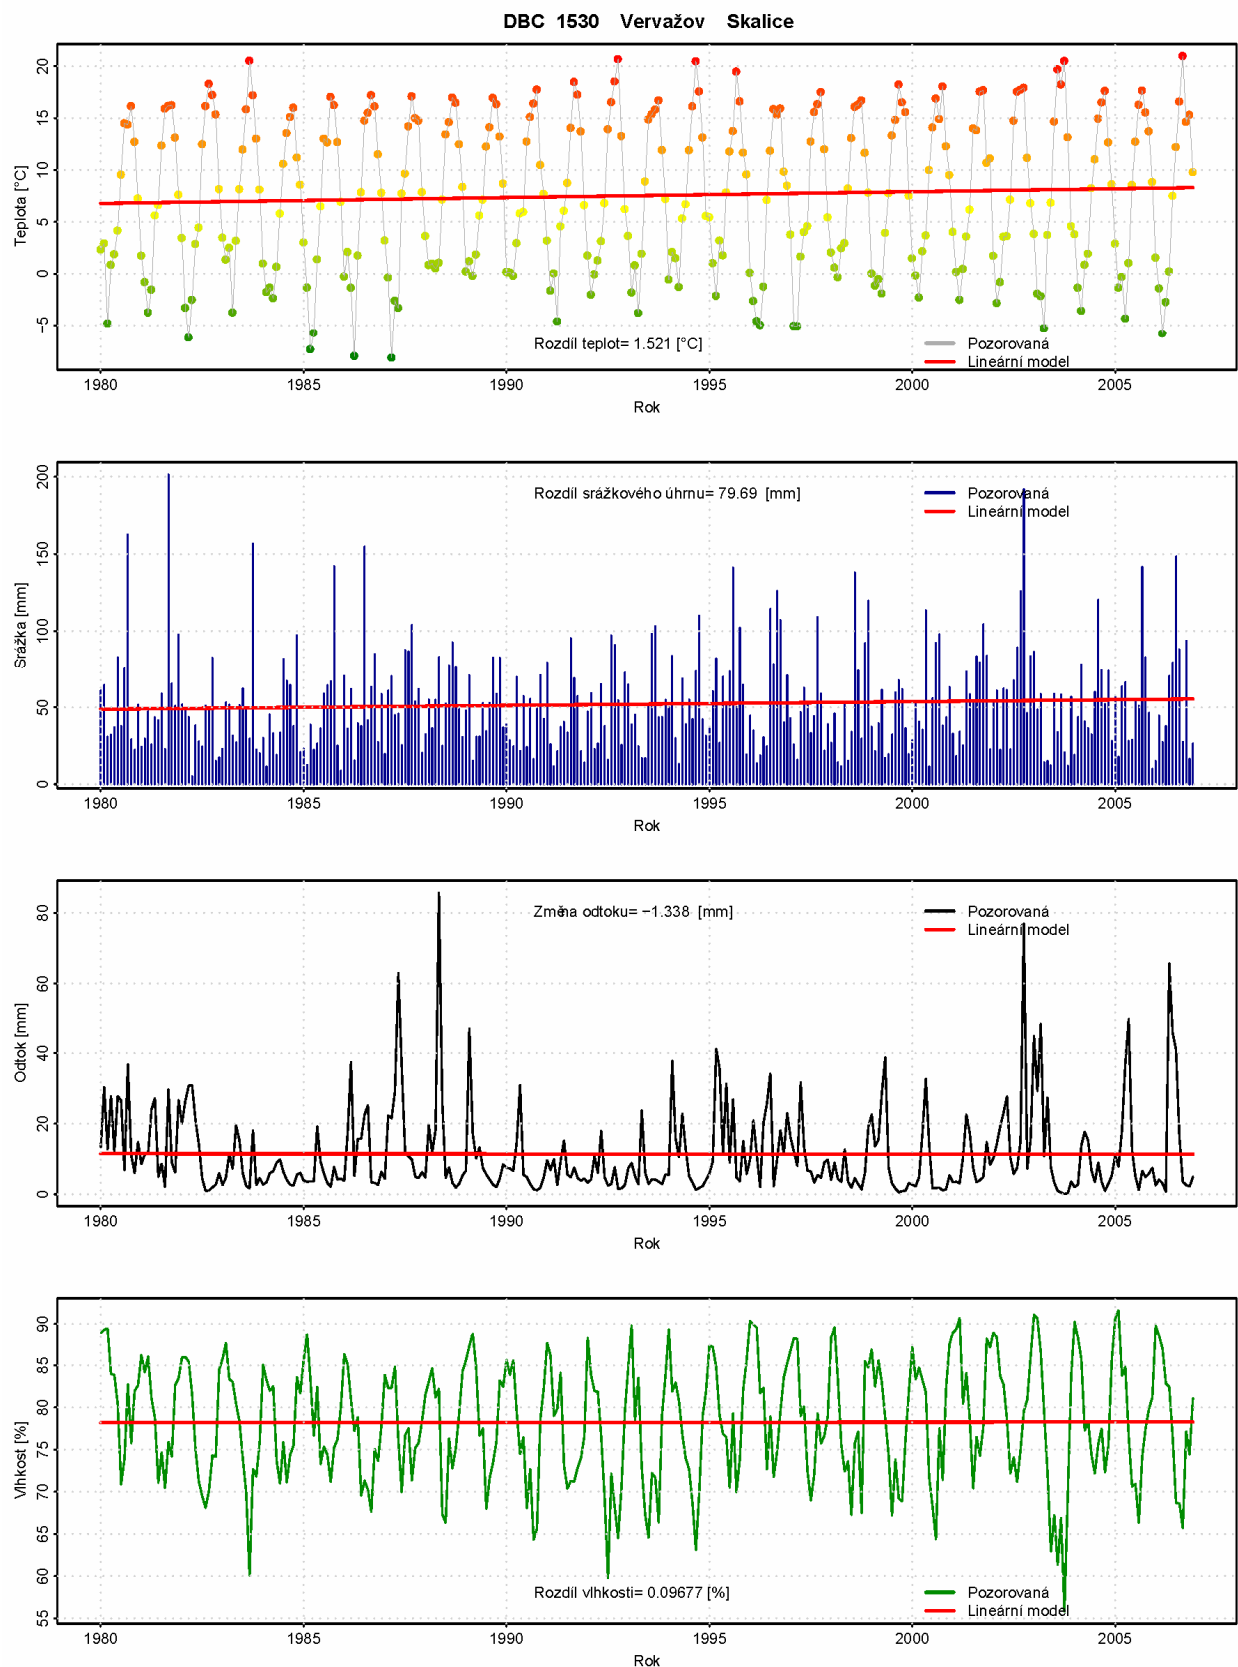 DBC 1530 Vervažov Skalice
Teplota [°C]
20
15
10
5
0
−5
Rozdíl teplot= 1.521 [°C]
Pozorovaná
Lineární model
1980 1985 1990 1995 2000 2005
Rok
Srážka [mm]
200
150
100
50
0
Rozdíl srážkového úhrnu= 79.69 [mm]
Pozorovaná
Lineární model
1980 1985 1990 1995 2000 2005
Rok
Odtok [mm]
80
60
40
20
0
Změna odtoku= −1.338 [mm]
Pozorovaná
Lineární model
1980 1985 1990 1995 2000 2005
Rok
Vlhkost [%]
90
85
80
75
70
65
60
55
Rozdíl vlhkosti= 0.09677 [%]
Pozorovaná
Lineární model
1980 1985 1990 1995 2000 2005
Rok